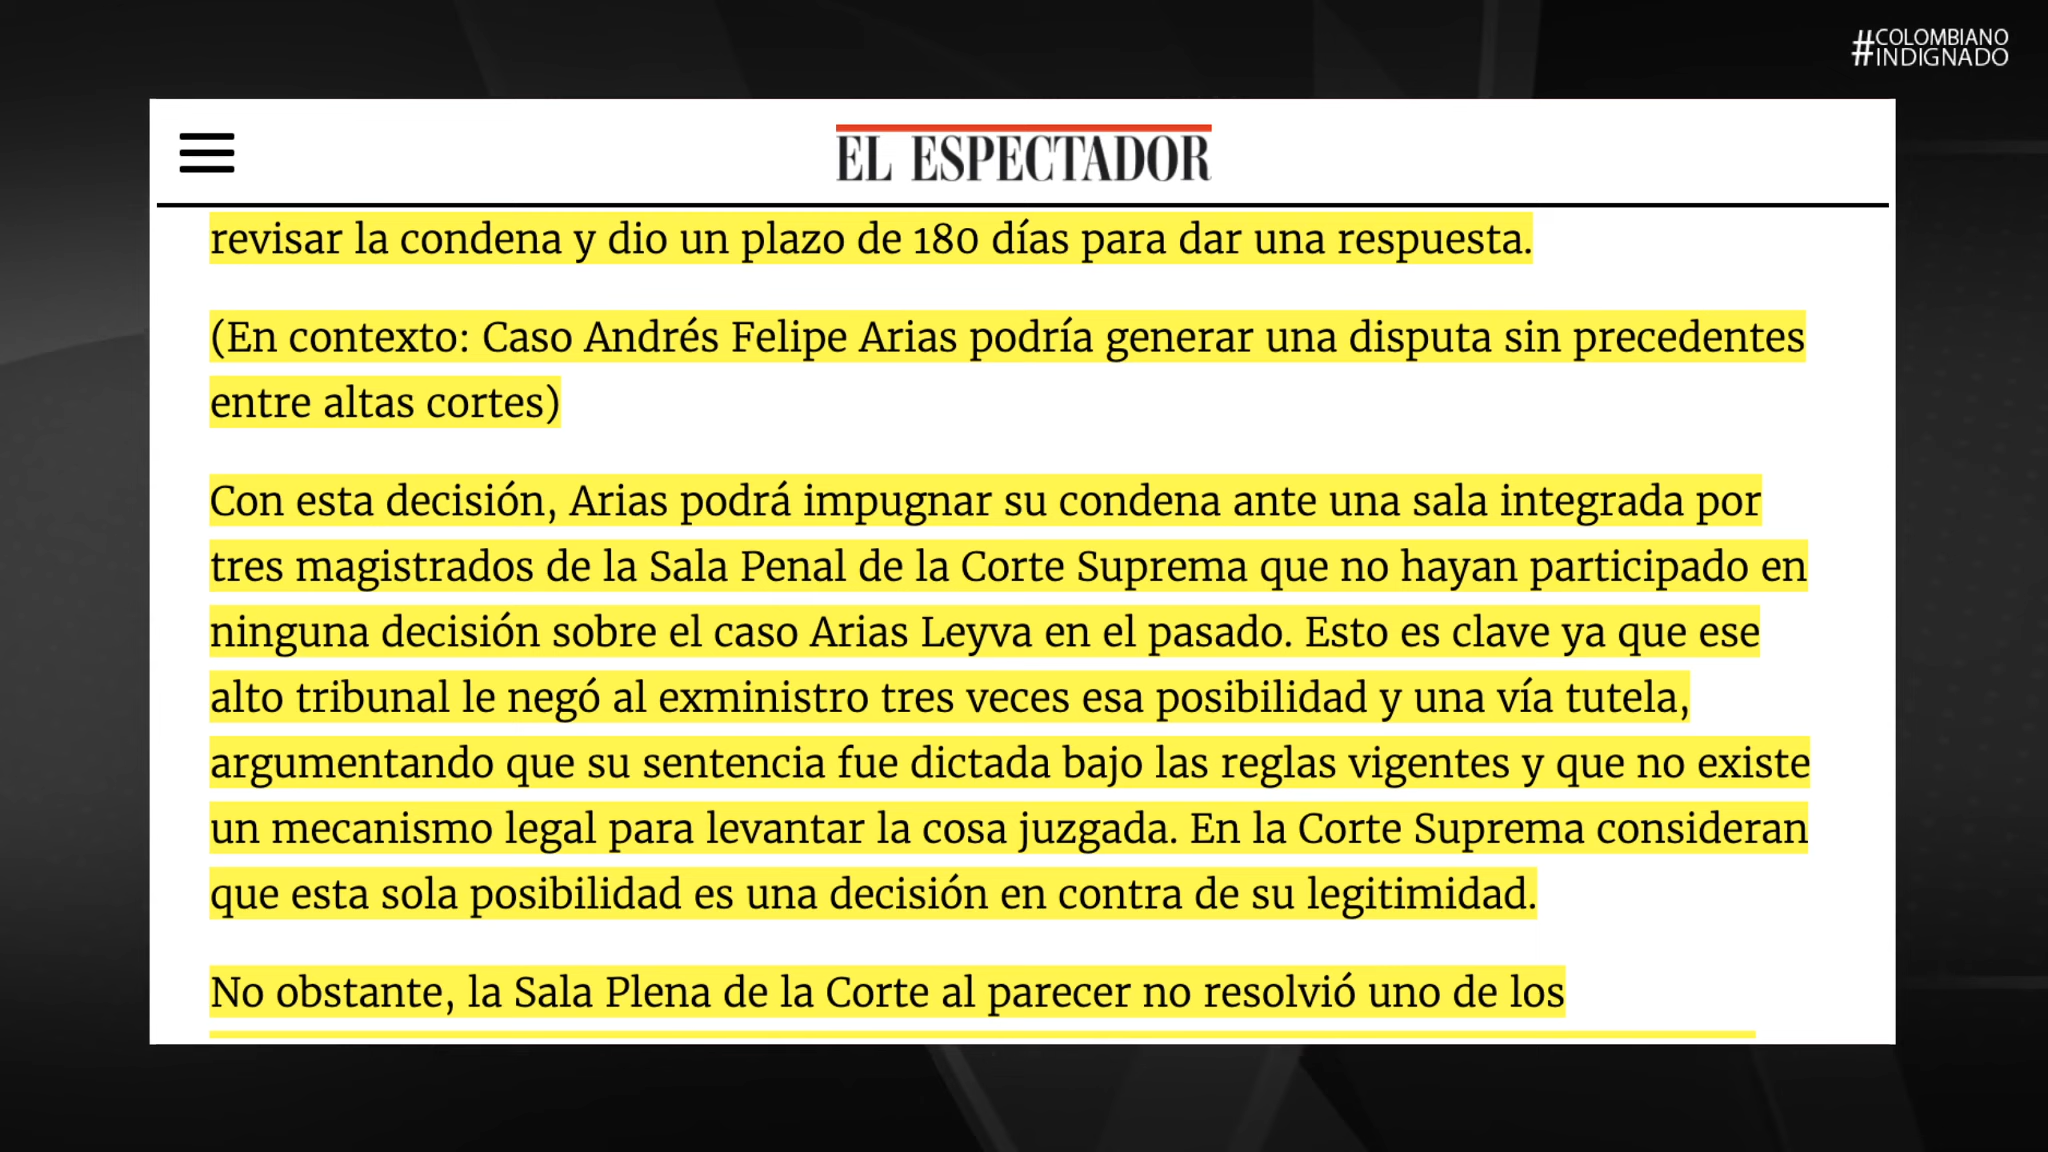 #COLOMBIANO
INDIGNADO
EL ESPECTADOR
revisar la condena y dio un plazo de 180 días para dar una respuesta.
(En contexto: Caso Andrés Felipe Arias podría generar una disputa sin precedentes
entre altas cortes)
Con esta decisión, Arias podrá impugnar su condena ante una sala integrada por
tres magistrados de la Sala Penal de la Corte Suprema que no hayan participado en
ninguna decisión sobre el caso Arias Leyva en el pasado. Esto es clave ya que ese
alto tribunal le negó al exministro tres veces esa posibilidad y una vía tutela,
argumentando que su sentencia fue dictada bajo las reglas vigentes y que no existe
un mecanismo legal para levantar la cosa juzgada. En la Corte Suprema consideran
que esta sola posibilidad es una decisión en contra de su legitimidad.
No obstante, la Sala Plena de la Corte al parecer no resolvió uno de los